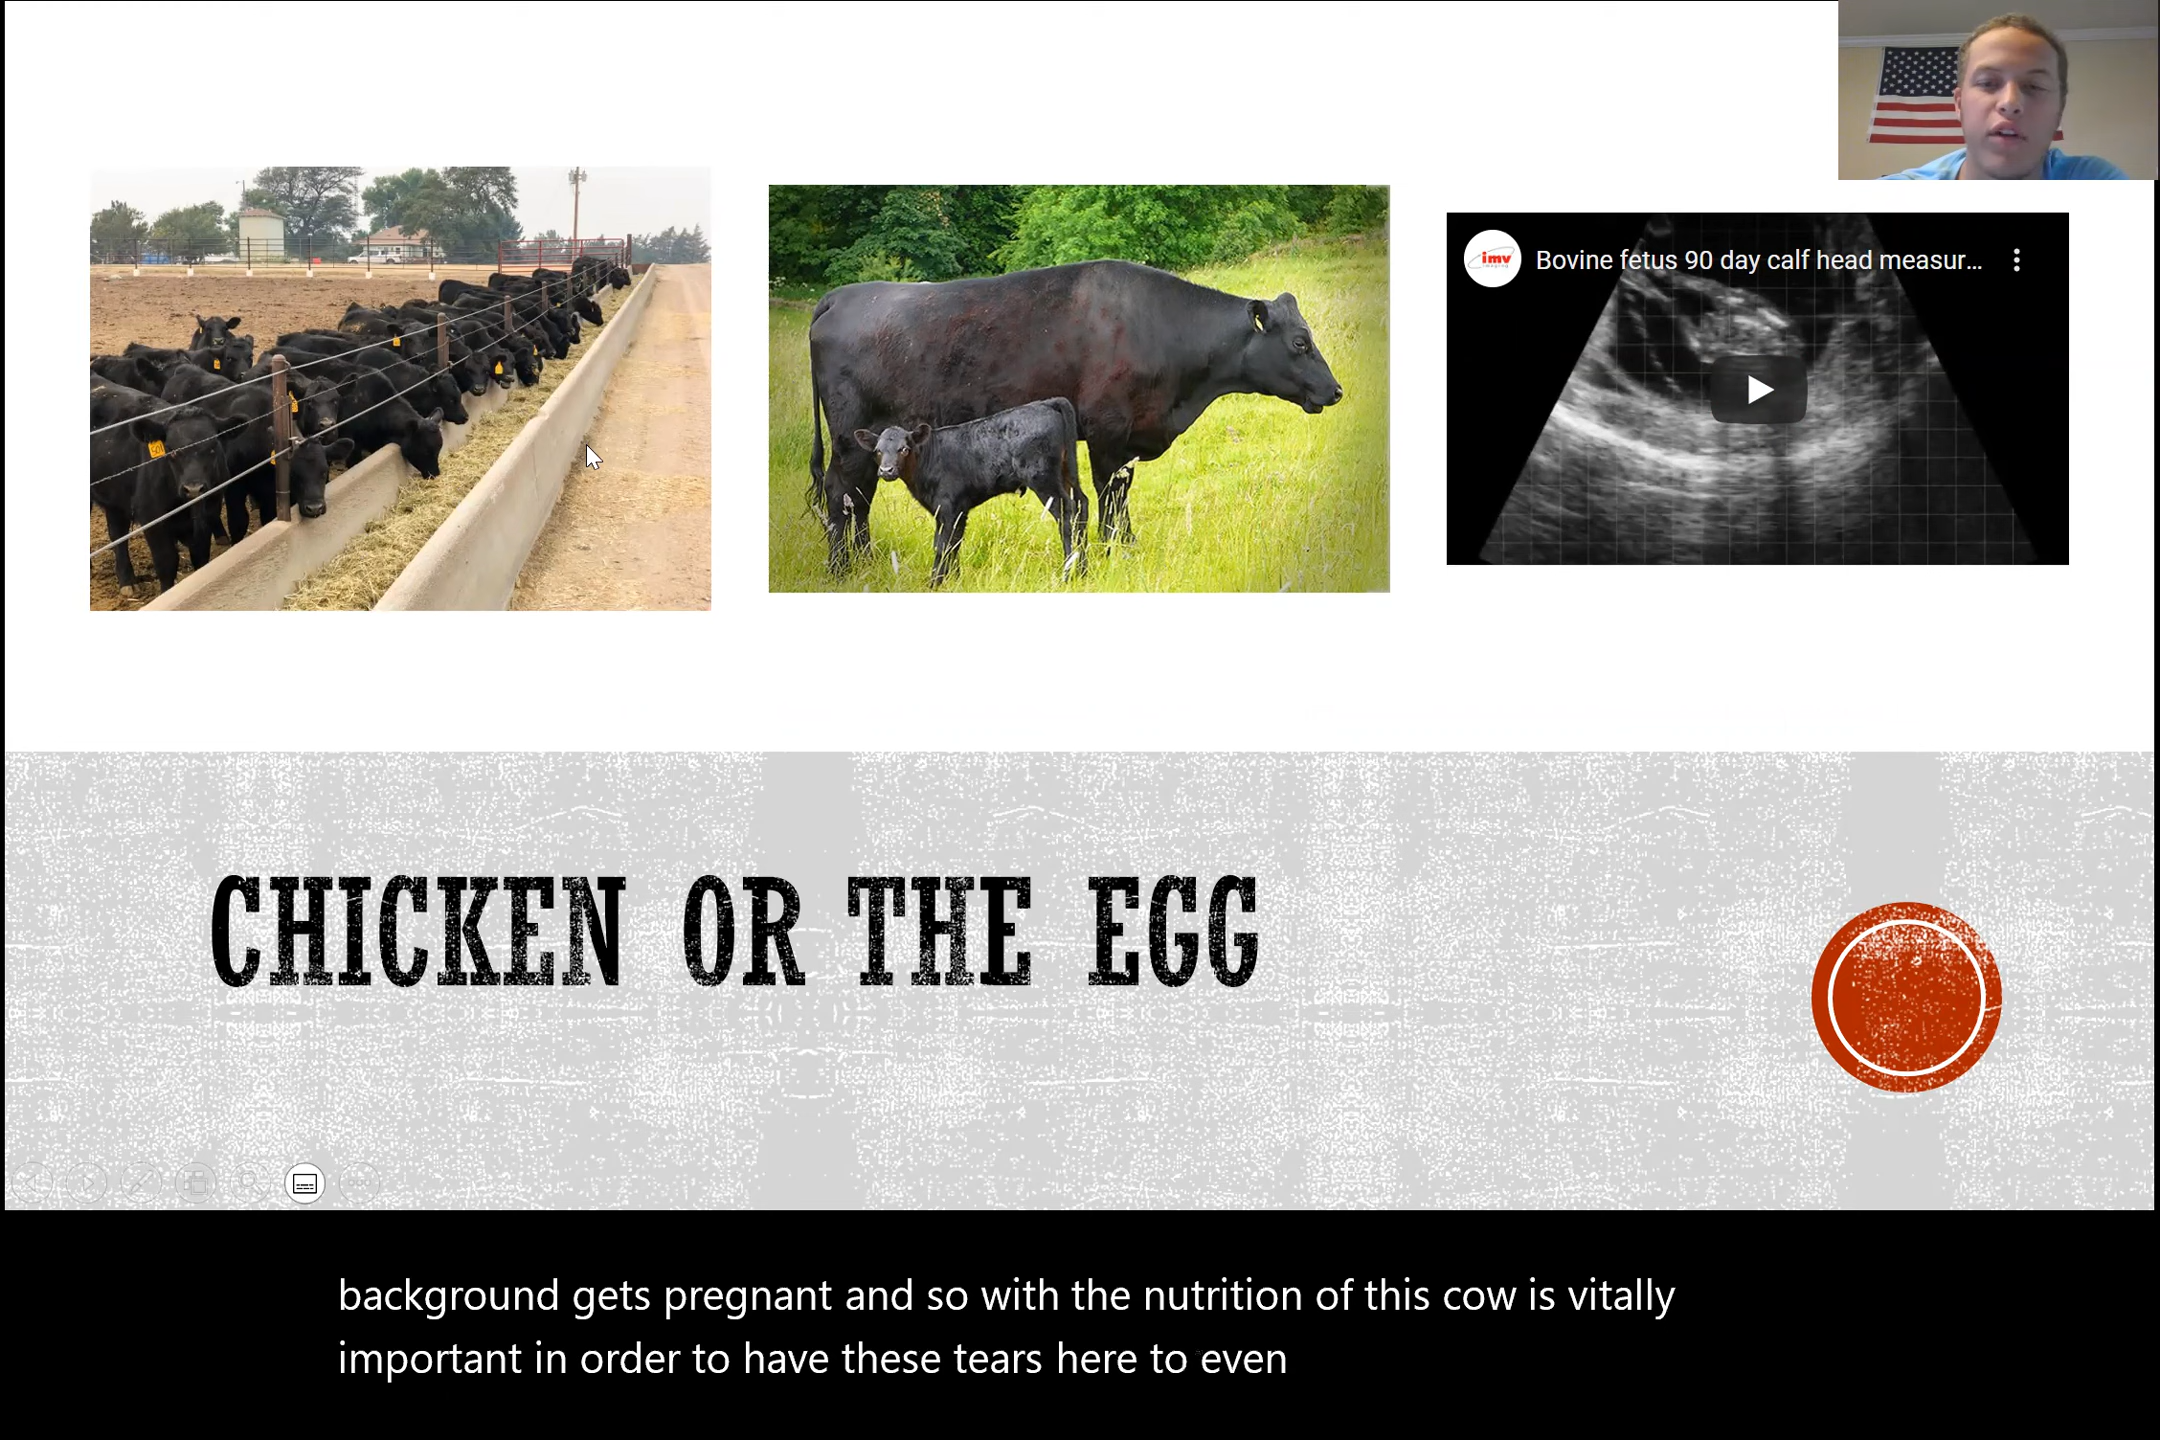 imv
Bovine fetus 90 day calf head measur...
CHICKEN OR THE EGG
background gets pregnant and so with the nutrition of this cow is vitally
important in order to have these tears here to even